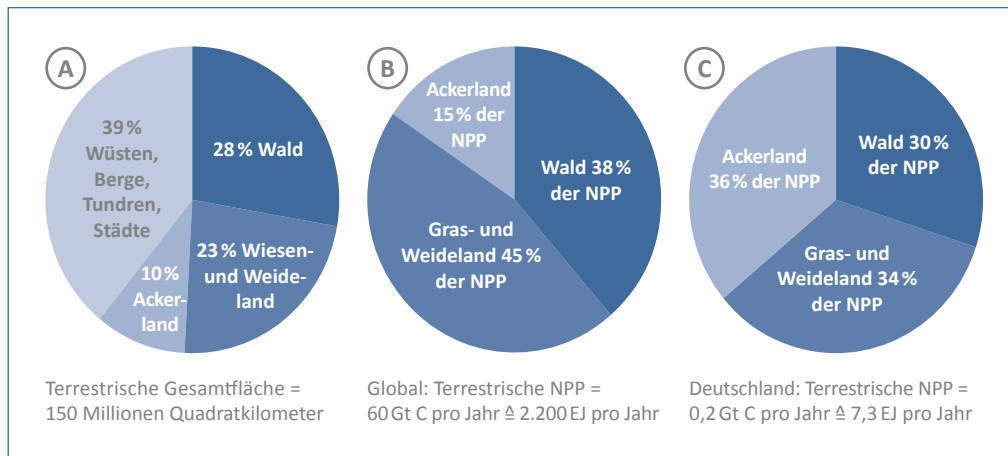 A
39 %
Wüsten,
Berge,
Tundren,
Städte
28 % Wald
23 % Wiesen-
und Weide-
land
10 %
Acker-
land
Terrestrische Gesamtfläche =
150 Millionen Quadratkilometer
B
Ackerland
15 % der
NPP
Wald 38 %
der NPP
Gras- und
Weideland 45 %
der NPP
Global: Terrestrische NPP =
60 Gt C pro Jahr ≙ 2.200 EJ pro Jahr
C
Ackerland
36 % der NPP
Wald 30 %
der NPP
Gras- und
Weideland 34 %
der NPP
Deutschland: Terrestrische NPP =
0,2 Gt C pro Jahr ≙ 7,3 EJ pro Jahr